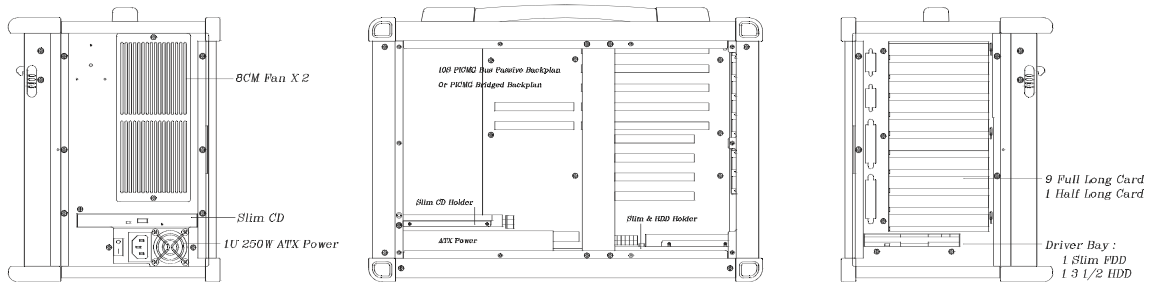 8CM Fan X 2
Slim CD
1U 250W ATX Power
10S PICMG Bus Passive Backplan
Or PICMG Bridged Backplan
Slim CD Holder
Slim & HDD Holder
ATX Power
9 Full Long Card
1 Half Long Card
Driver Bay :
1 Slim FDD
1 3 1/2 HDD